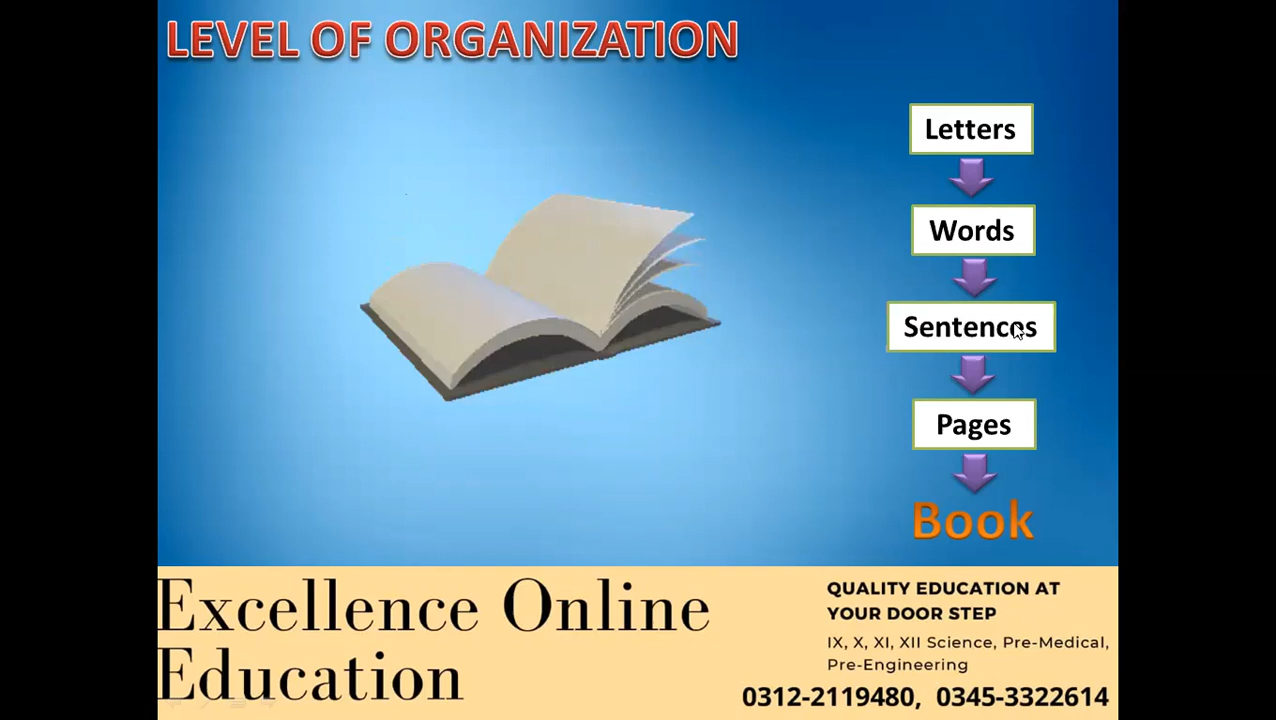 LEVEL OF ORGANIZATION
Letters
Words
Sentences
Pages
Book
Excellence Online
Education
QUALITY EDUCATION AT
YOUR DOOR STEP
IX, X, XI, XII Science, Pre-Medical,
Pre-Engineering
0312-2119480, 0345-3322614